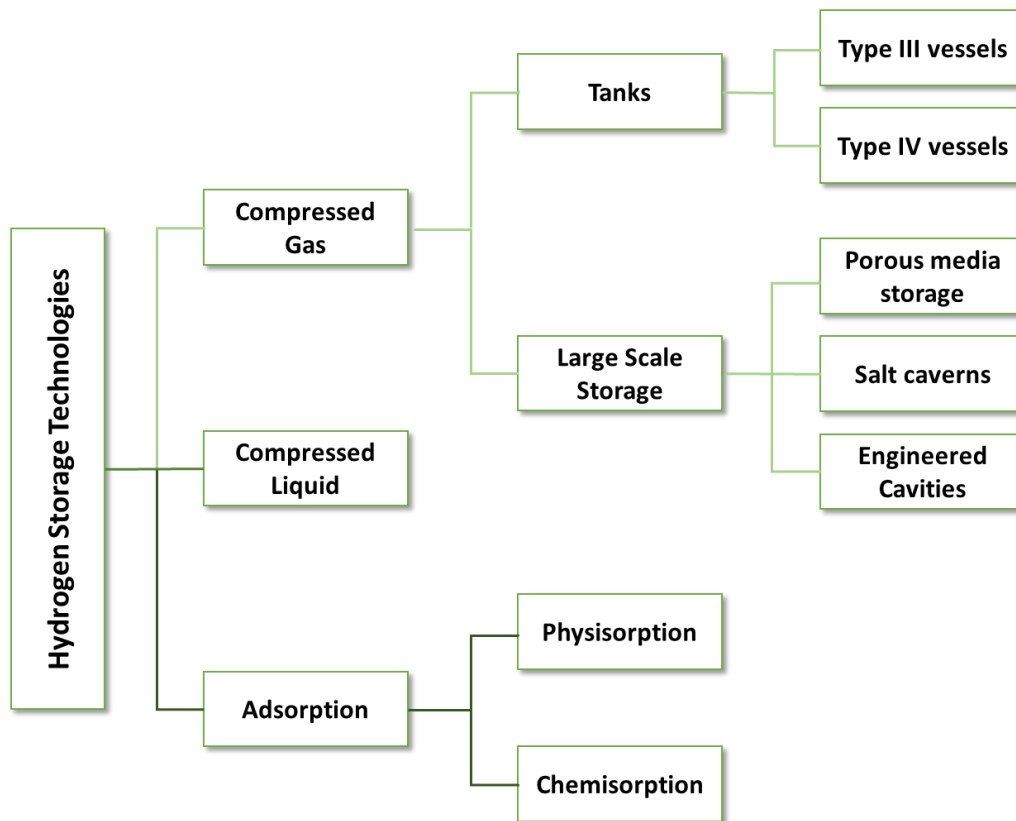 Hydrogen Storage Technologies
Compressed
Gas
Tanks
Type III vessels
Type IV vessels
Large Scale
Storage
Porous media
storage
Salt caverns
Engineered
Cavities
Compressed
Liquid
Adsorption
Physisorption
Chemisorption